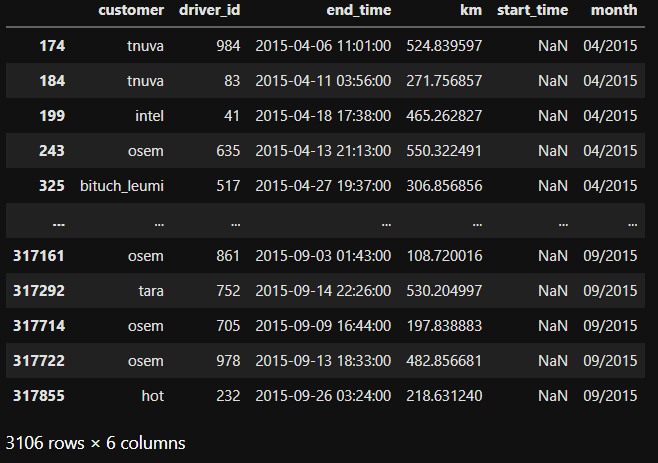 customer driver_id end_time km start_time month
174 tnuva 984 2015-04-06 11:01:00 524.839597 NaN 04/2015
184 tnuva 83 2015-04-11 03:56:00 271.756857 NaN 04/2015
199 intel 41 2015-04-18 17:38:00 465.262827 NaN 04/2015
243 osem 635 2015-04-13 21:13:00 550.322491 NaN 04/2015
325 bituch_leumi 517 2015-04-27 19:37:00 306.856856 NaN 04/2015
... ... ... ... ... ... ...
317161 osem 861 2015-09-03 01:43:00 108.720016 NaN 09/2015
317292 tara 752 2015-09-14 22:26:00 530.204997 NaN 09/2015
317714 osem 705 2015-09-09 16:44:00 197.838883 NaN 09/2015
317722 osem 978 2015-09-13 18:33:00 482.856681 NaN 09/2015
317855 hot 232 2015-09-26 03:24:00 218.631240 NaN 09/2015
3106 rows × 6 columns